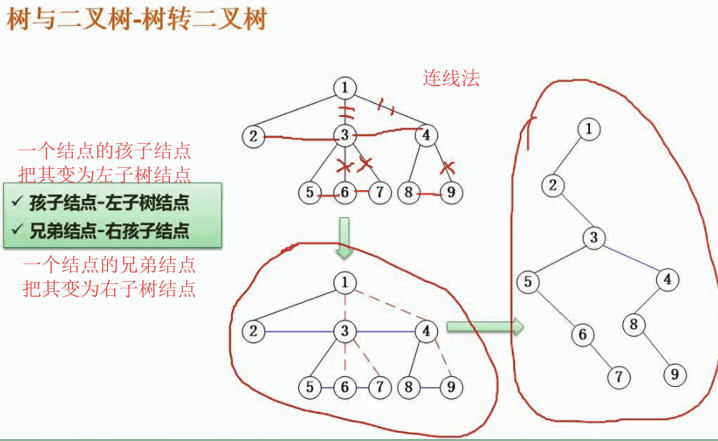 树与二叉树-树转二叉树
连线法
一个结点的孩子结点
把其变为左子树结点
✓ 孩子结点-左子树结点
✓ 兄弟结点-右孩子结点
一个结点的兄弟结点
把其变为右子树结点
1
2 3 4
5 6 7 8 9
1
2 3 4
5 6 7 8 9
1
2
3
5 4
6 8
7 9